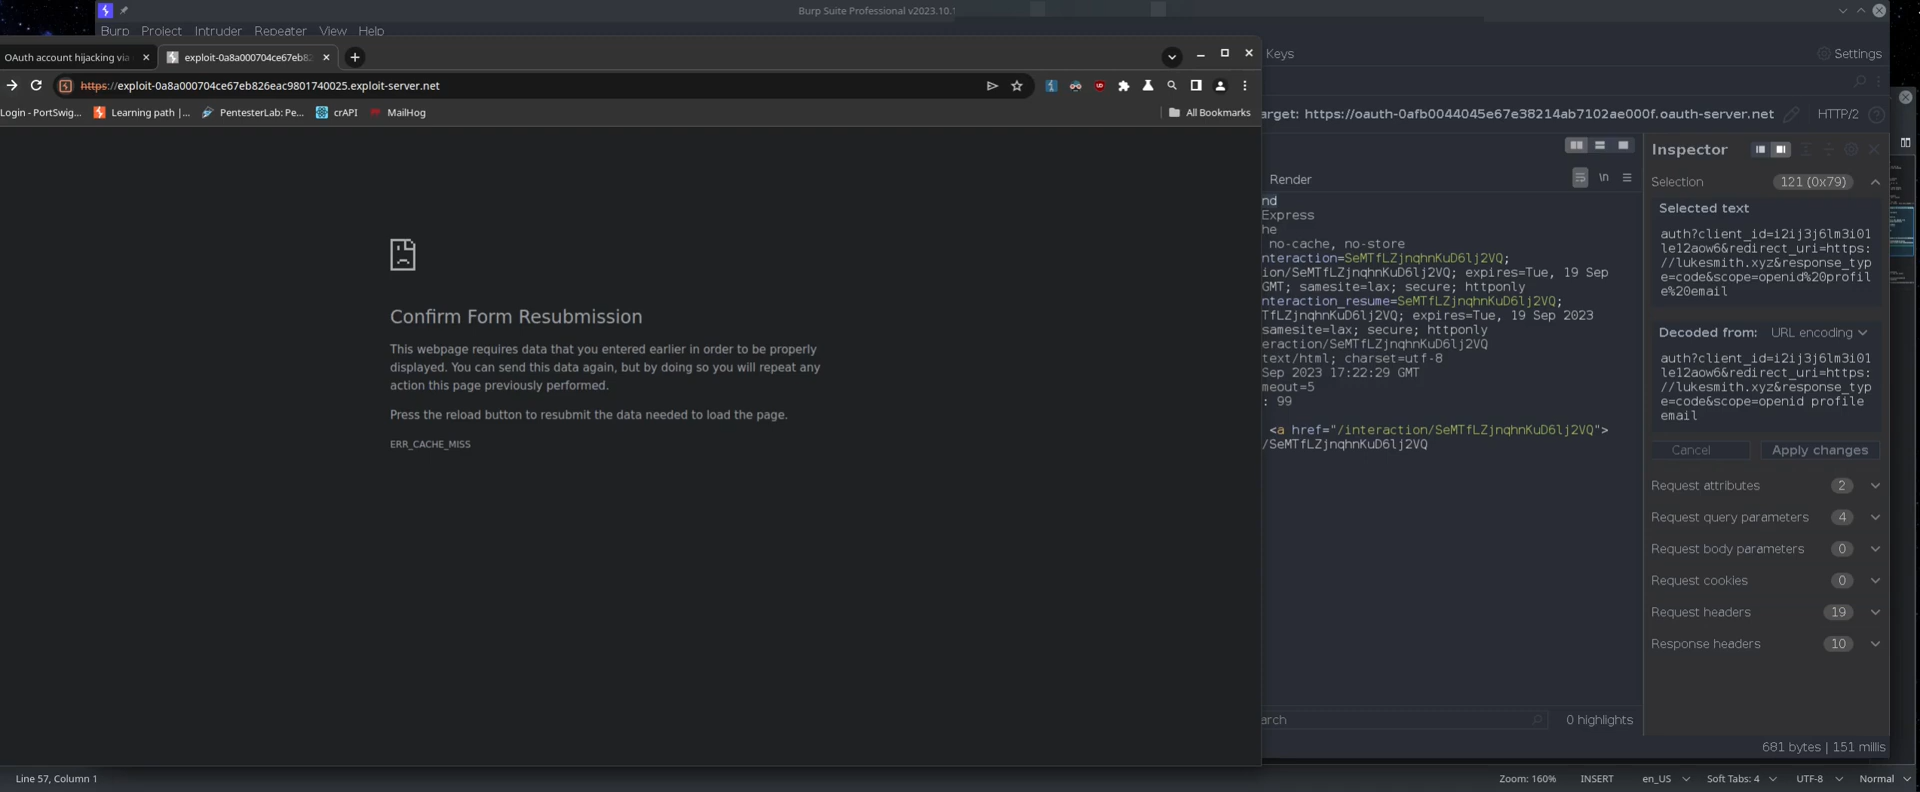 Burp Suite Professional v2023.10.1
Burp Project Intruder Repeater View Help
OAuth account hijacking via
exploit-0a8a000704ce67eb82
Keys
Settings
https://exploit-0a8a000704ce67eb826eac9801740025.exploit-server.net
Login - PortSwig...
Learning path |...
PentesterLab: Pe...
crAPI
MailHog
All Bookmarks
arget: https://oauth-0afb0044045e67e38214ab7102ae000f.oauth-server.net
HTTP/2
Confirm Form Resubmission
This webpage requires data that you entered earlier in order to be properly
displayed. You can send this data again, but by doing so you will repeat any
action this page previously performed.
Press the reload button to resubmit the data needed to load the page.
ERR_CACHE_MISS
Render
\n
nd
Express
he
no-cache, no-store
nteraction=SeMTfLZjnqhnKuD6lj2VQ;
ion/SeMTfLZjnqhnKuD6lj2VQ; expires=Tue, 19 Sep
GMT; samesite=lax; secure; httponly
nteraction_resume=SeMTfLZjnqhnKuD6lj2VQ;
TfLZjnqhnKuD6lj2VQ; expires=Tue, 19 Sep 2023
samesite=lax; secure; httponly
eraction/SeMTfLZjnqhnKuD6lj2VQ
text/html; charset=utf-8
Sep 2023 17:22:29 GMT
meout=5
: 99
<a href="/interaction/SeMTfLZjnqhnKuD6lj2VQ">
/SeMTfLZjnqhnKuD6lj2VQ
arch
0 highlights
Inspector
Selection
121 (0x79)
Selected text
auth?client_id=i2ij3j6lm3i01
le12aow6&redirect_uri=https:
//lukesmith.xyz&response_typ
e=code&scope=openid%20profil
e%20email
Decoded from: URL encoding
auth?client_id=i2ij3j6lm3i01
le12aow6&redirect_uri=https:
//lukesmith.xyz&response_typ
e=code&scope=openid profile
email
Cancel
Apply changes
Request attributes 2
Request query parameters 4
Request body parameters 0
Request cookies 0
Request headers 19
Response headers 10
681 bytes | 151 millis
Line 57, Column 1
Zoom: 160%
INSERT
en_US
Soft Tabs: 4
UTF-8
Normal